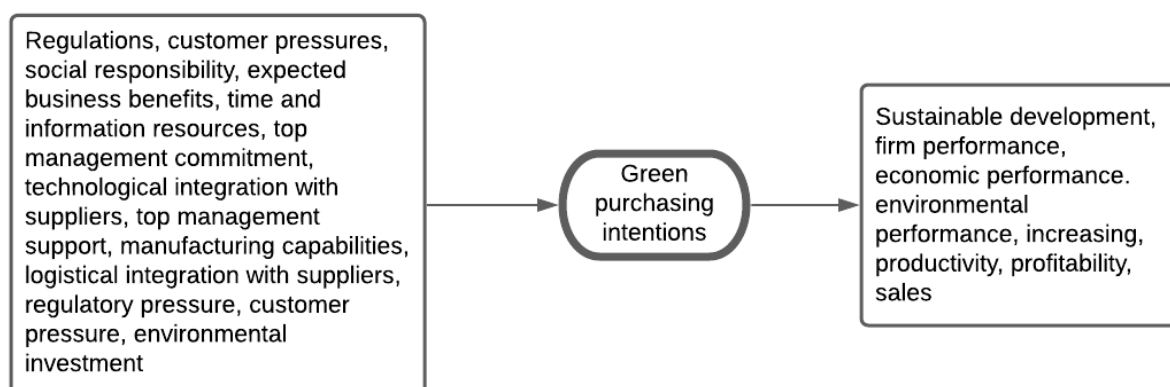 Regulations, customer pressures,
social responsibility, expected
business benefits, time and
information resources, top
management commitment,
technological integration with
suppliers, top management
support, manufacturing capabilities,
logistical integration with suppliers,
regulatory pressure, customer
pressure, environmental
investment
Green
purchasing
intentions
Sustainable development,
firm performance,
economic performance.
environmental
performance, increasing,
productivity, profitability,
sales